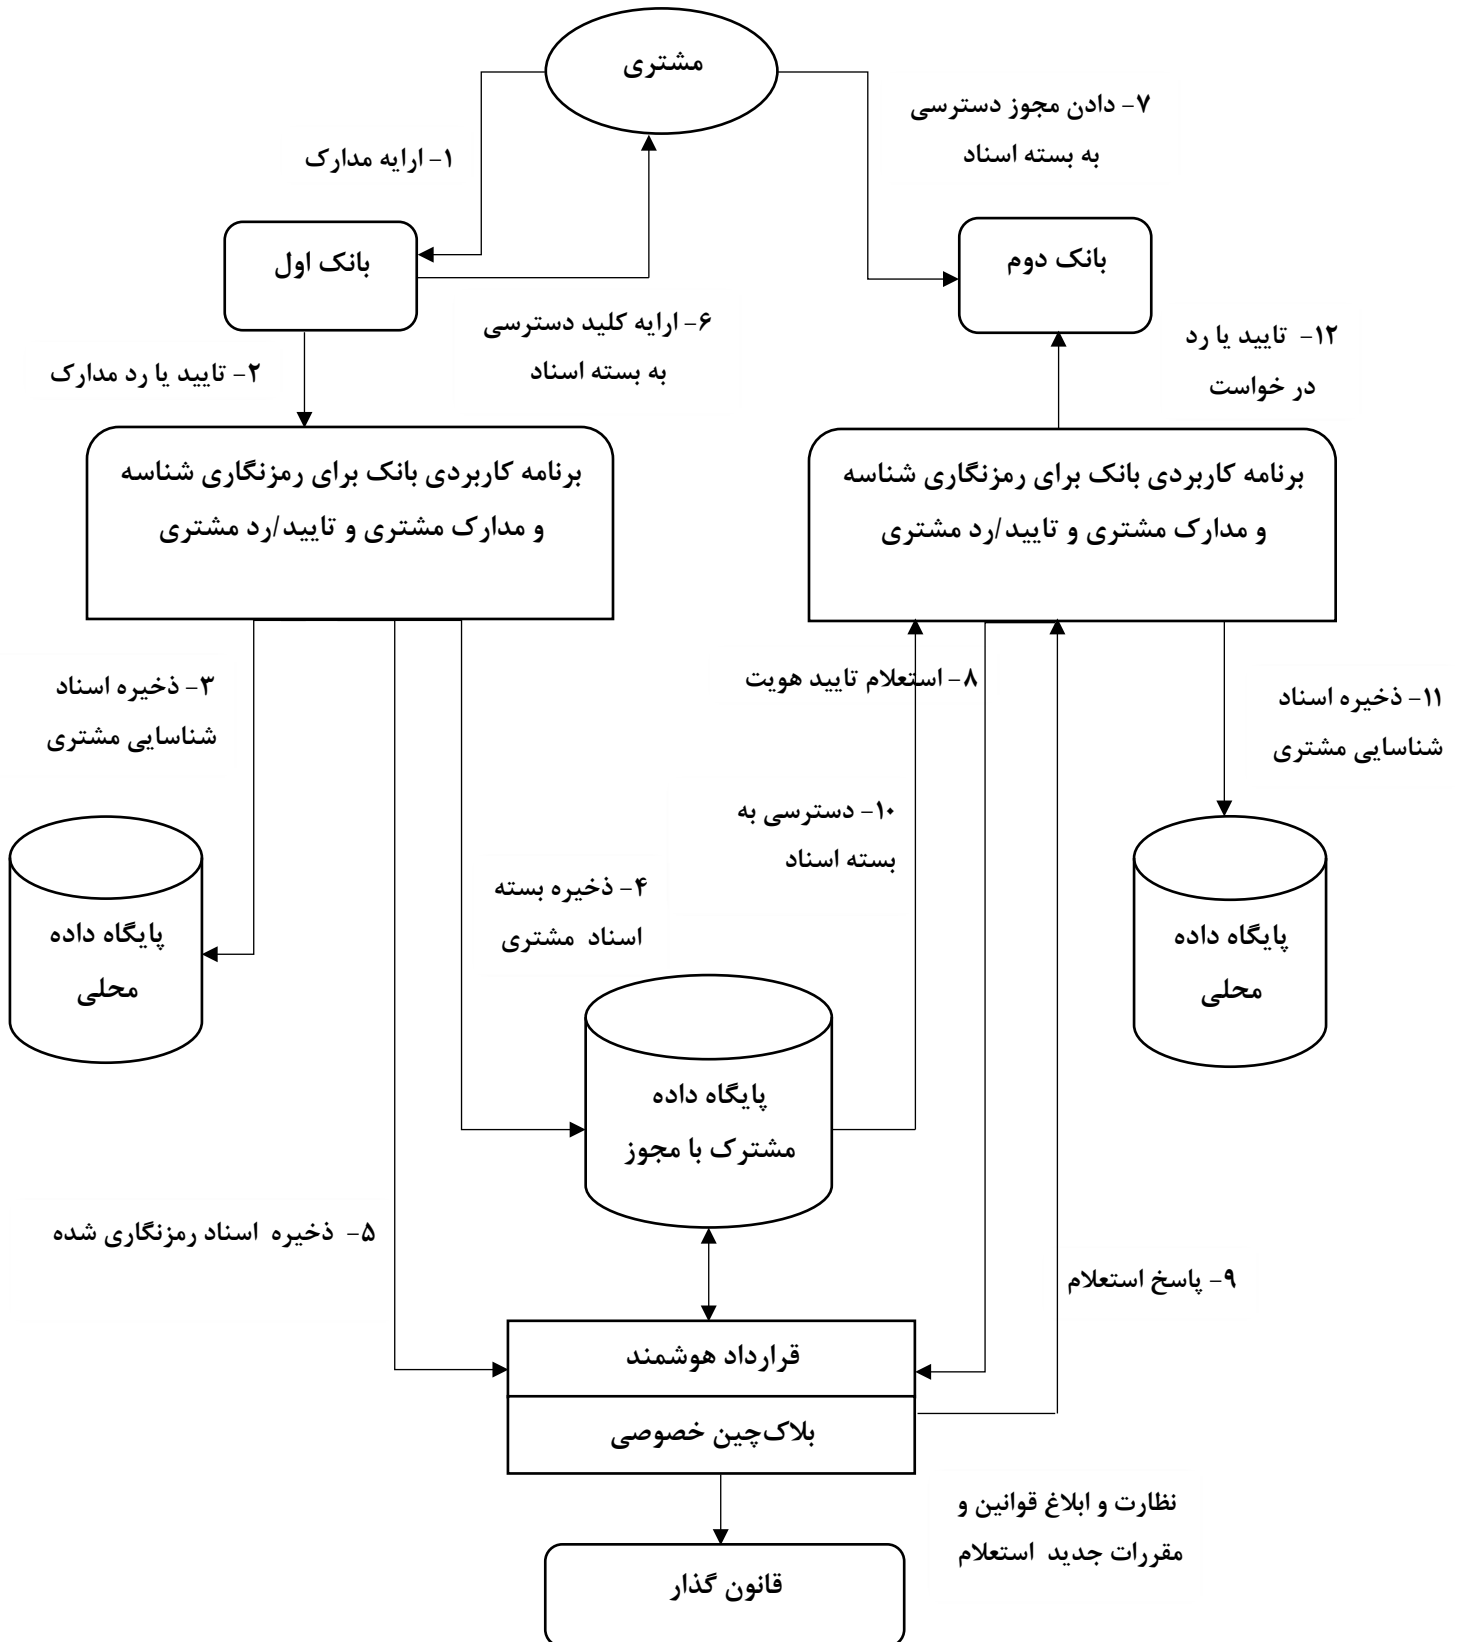 مشتری
۷- دادن مجوز دسترسی
به بسته اسناد
۱- ارایه مدارک
بانک اول
بانک دوم
۶- ارایه کلید دسترسی
به بسته اسناد
۱۲- تایید یا رد
در خواست
۲- تایید یا رد مدارک
برنامه کاربردی بانک برای رمزنگاری شناسه
و مدارک مشتری و تایید/رد مشتری
برنامه کاربردی بانک برای رمزنگاری شناسه
و مدارک مشتری و تایید/رد مشتری
۳- ذخیره اسناد
شناسایی مشتری
۸- استعلام تایید هویت
۱۱- ذخیره اسناد
شناسایی مشتری
۱۰- دسترسی به
بسته اسناد
۴- ذخیره بسته
اسناد مشتری
پایگاه داده
محلی
پایگاه داده
محلی
پایگاه داده
مشترک با مجوز
۵- ذخیره اسناد رمزنگاری شده
۹- پاسخ استعلام
قرارداد هوشمند
بلاک‌چین خصوصی
نظارت و ابلاغ قوانین و
مقررات جدید استعلام
قانون گذار